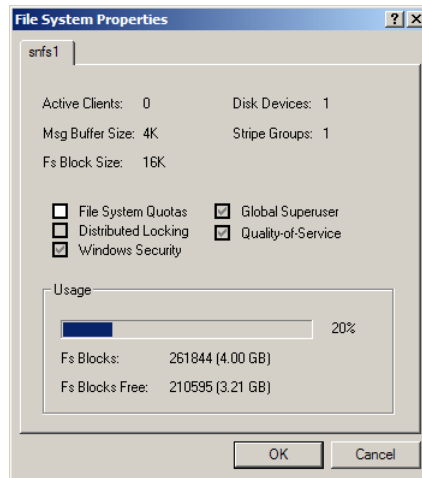 File System Properties
snfs1
Active Clients: 0 Disk Devices: 1
Msg Buffer Size: 4K Stripe Groups: 1
Fs Block Size: 16K
File System Quotas Global Superuser
Distributed Locking Quality-of-Service
Windows Security
Usage
20%
Fs Blocks: 261844 (4.00 GB)
Fs Blocks Free: 210595 (3.21 GB)
OK Cancel